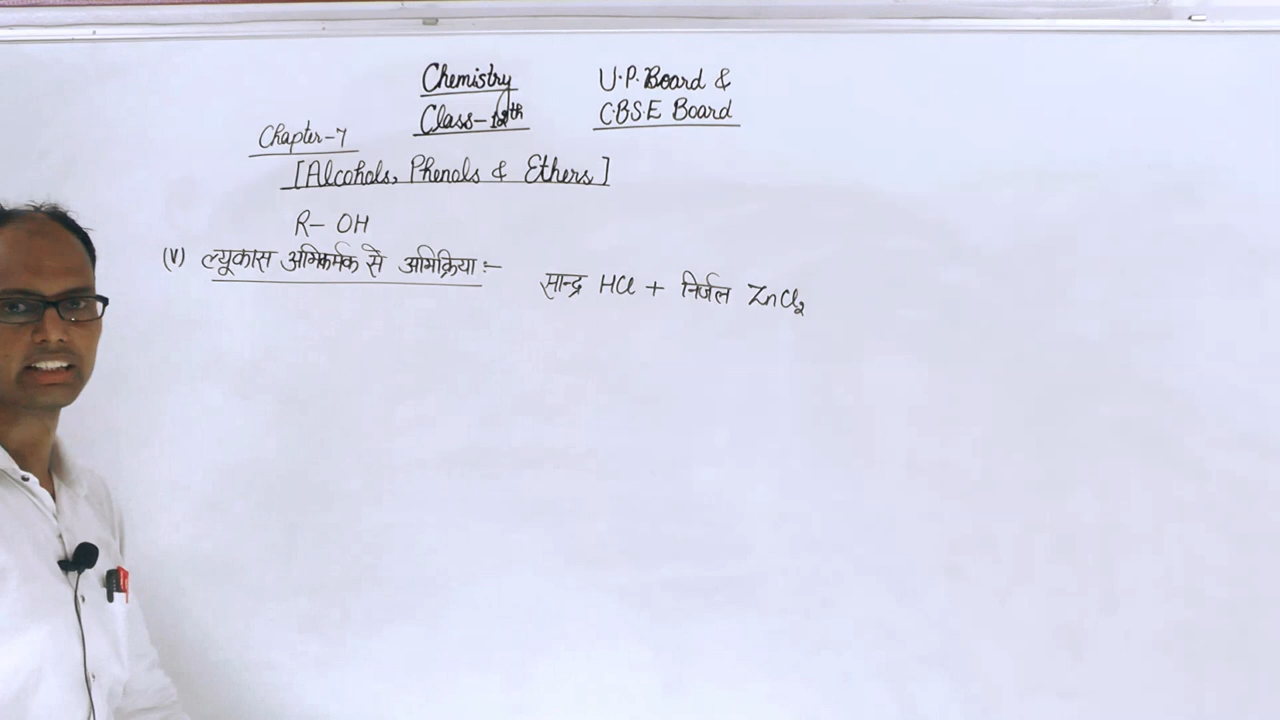 Chemistry U.P. Board &
Class-12th C.B.S.E Board
Chapter-7
[Alcohols, Phenols & Ethers]
R- OH
(V) ल्यूकास अभिकर्मक से अभिक्रिया :-
सान्द्र HCl + निर्जल ZnCl₂